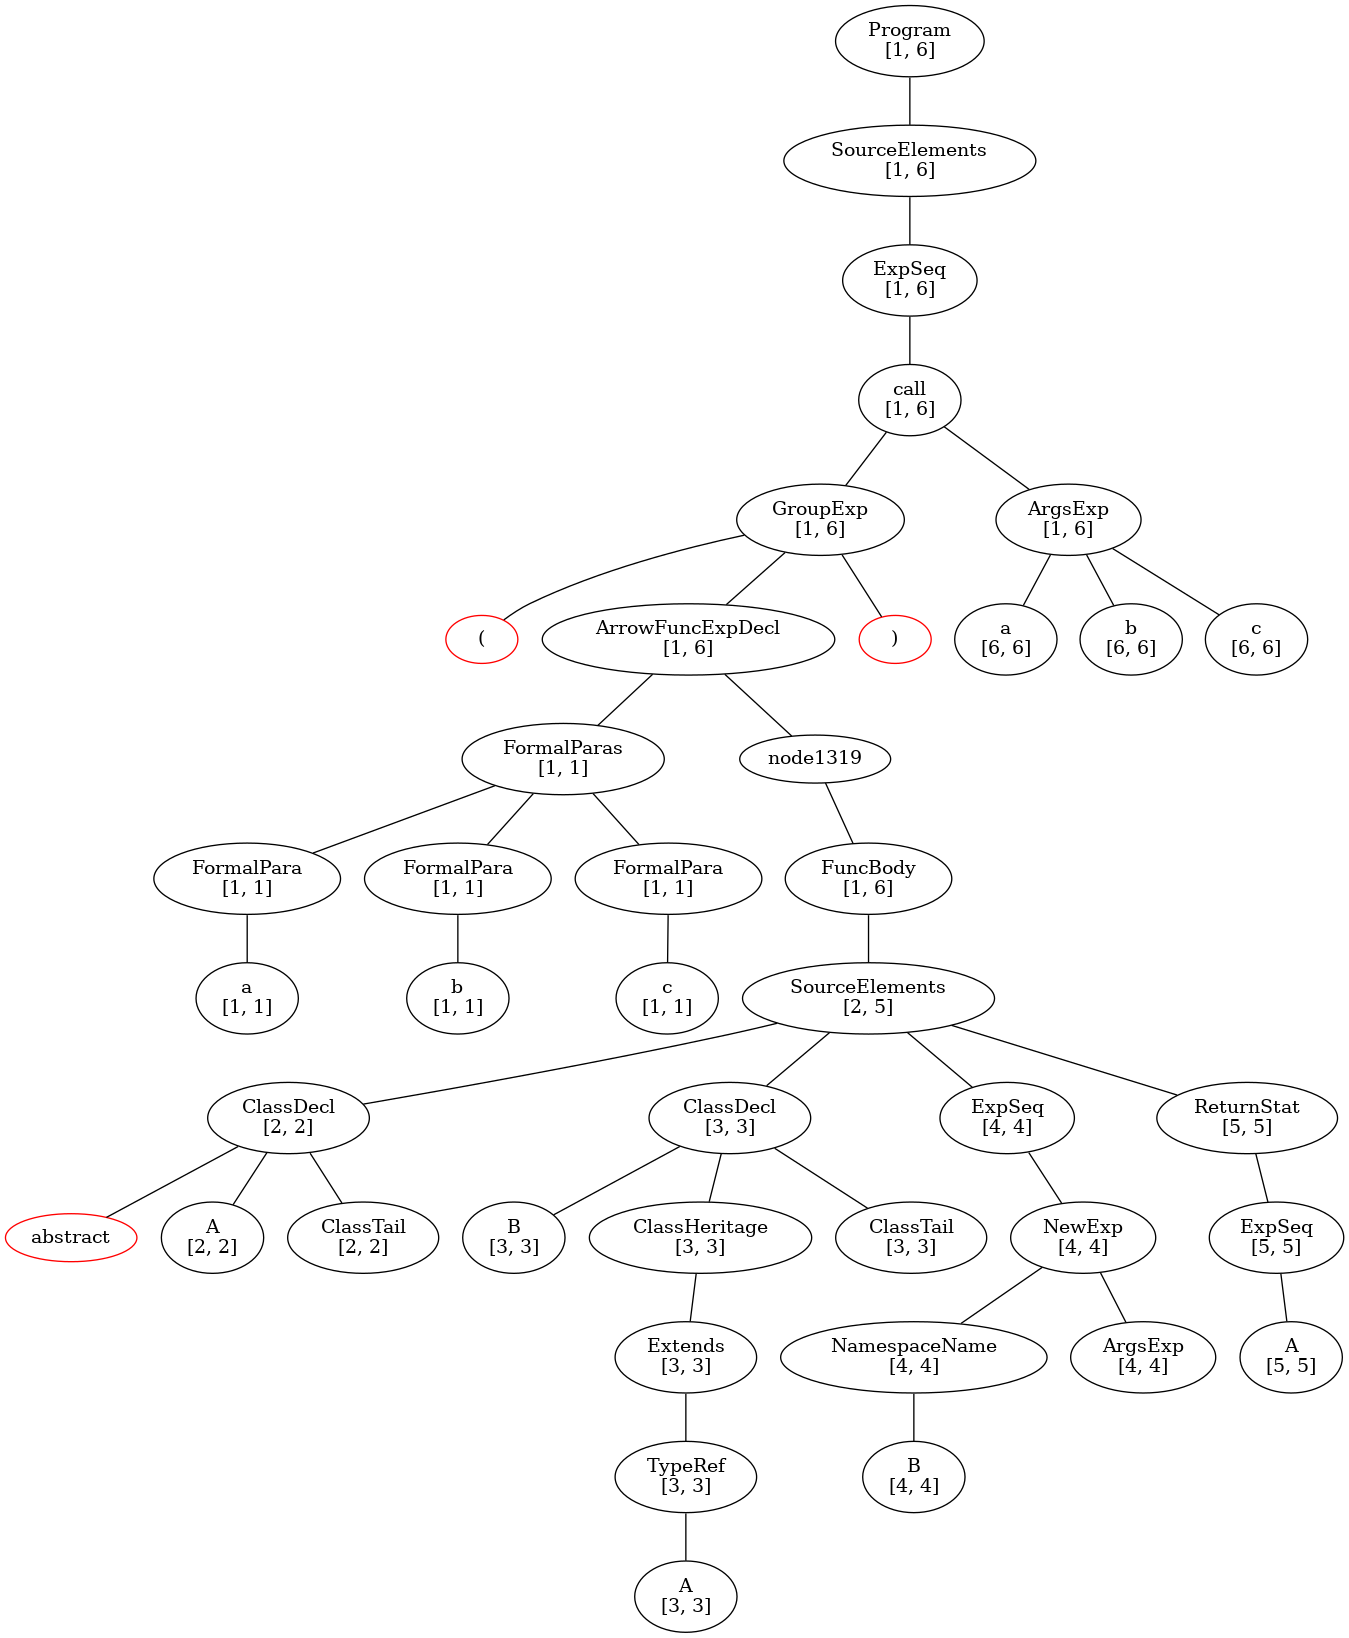 Program
[1, 6]
SourceElements
[1, 6]
ExpSeq
[1, 6]
call
[1, 6]
GroupExp
[1, 6]
ArgsExp
[1, 6]
(
ArrowFuncExpDecl
[1, 6]
)
a
[6, 6]
b
[6, 6]
c
[6, 6]
FormalParas
[1, 1]
node1319
FormalPara
[1, 1]
FormalPara
[1, 1]
FormalPara
[1, 1]
FuncBody
[1, 6]
a
[1, 1]
b
[1, 1]
c
[1, 1]
SourceElements
[2, 5]
ClassDecl
[2, 2]
ClassDecl
[3, 3]
ExpSeq
[4, 4]
ReturnStat
[5, 5]
abstract
A
[2, 2]
ClassTail
[2, 2]
B
[3, 3]
ClassHeritage
[3, 3]
ClassTail
[3, 3]
NewExp
[4, 4]
ExpSeq
[5, 5]
Extends
[3, 3]
NamespaceName
[4, 4]
ArgsExp
[4, 4]
A
[5, 5]
TypeRef
[3, 3]
B
[4, 4]
A
[3, 3]